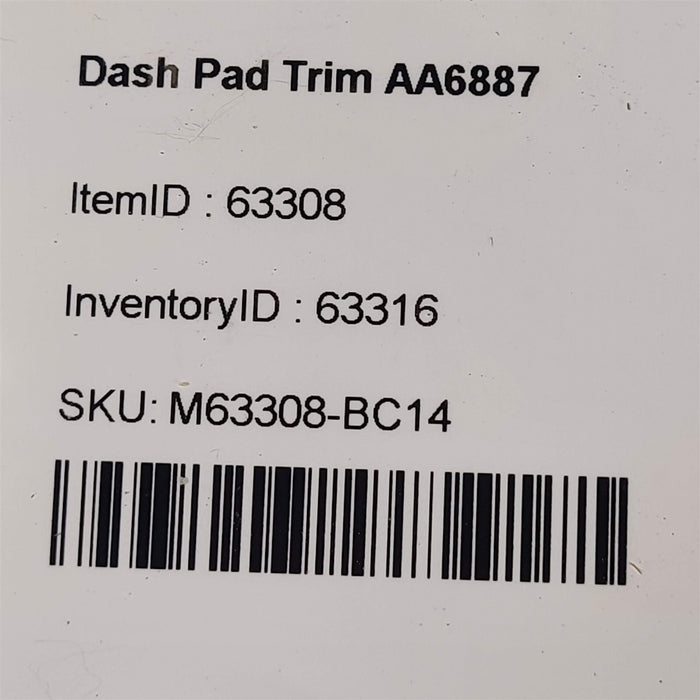 Dash Pad Trim AA6887
ItemID : 63308
InventoryID : 63316
SKU: M63308-BC14